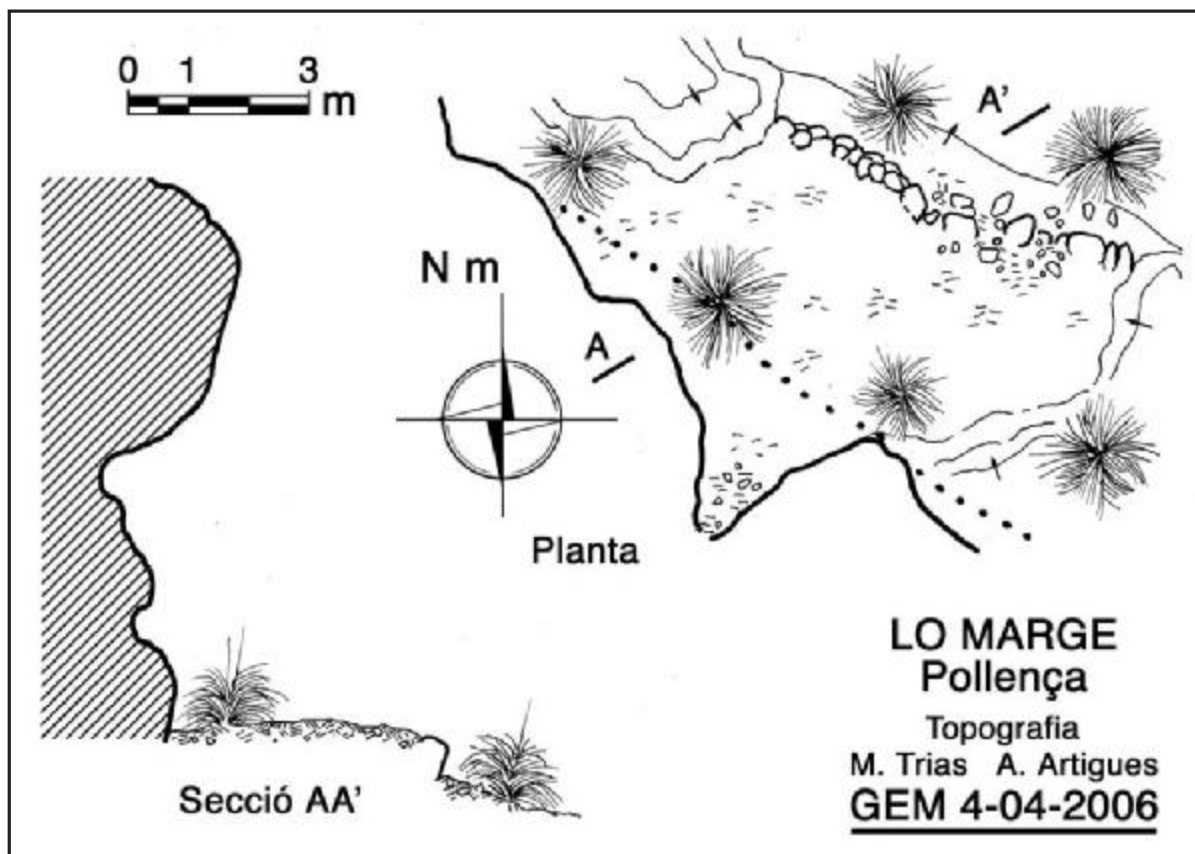 0 1 3 m
A'
N m
A
Planta
LO MARGE
Pollença
Topografia
M. Trias A. Artigues
GEM 4-04-2006
Secció AA'